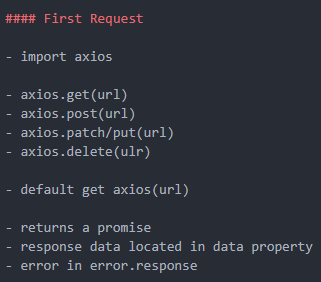 #### First Request
- import axios
- axios.get(url)
- axios.post(url)
- axios.patch/put(url)
- axios.delete(ulr)
- default get axios(url)
- returns a promise
- response data located in data property
- error in error.response